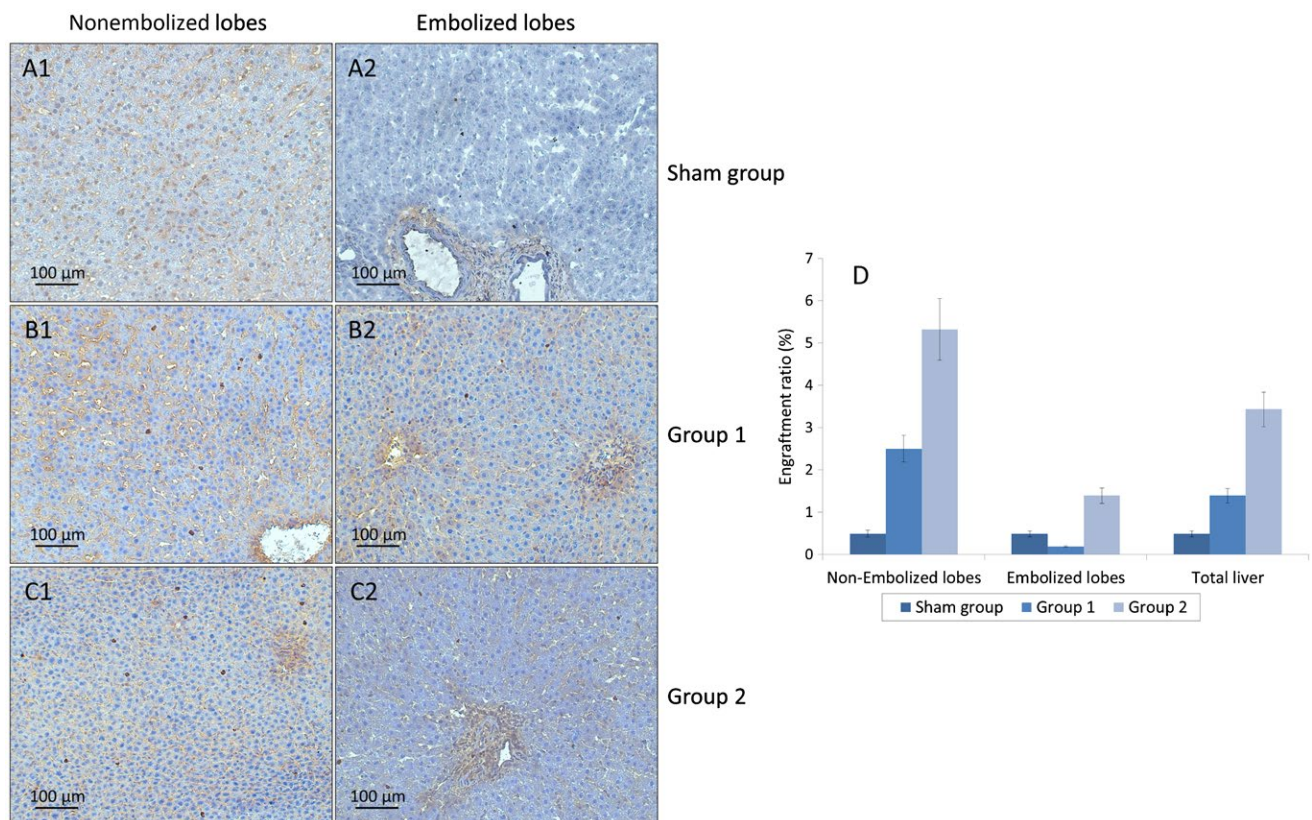 Nonembolized lobes
Embolized lobes
A1
A2
100 µm
100 µm
Sham group
B1
B2
100 µm
100 µm
Group 1
C1
C2
100 µm
100 µm
Group 2
D
7
6
5
4
3
2
1
0
Engraftment ratio (%)
Non-Embolized lobes
Embolized lobes
Total liver
Sham group
Group 1
Group 2